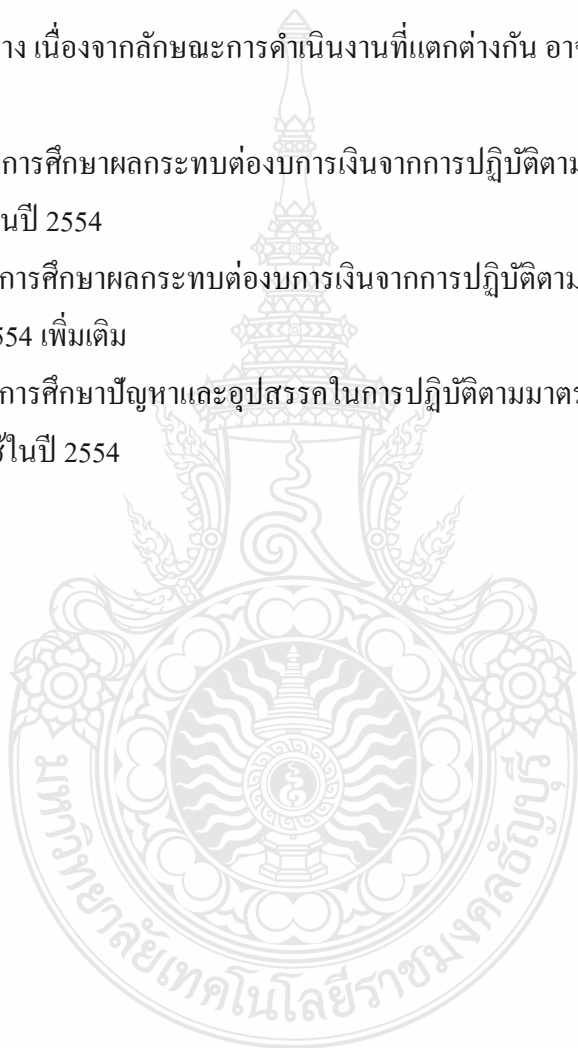 าง เนื่องจากลักษณะการดำเนินงานที่แตกต่างกัน อาจ
การศึกษาผลกระทบต่องบการเงินจากการปฏิบัติตาม
นปี 2554
การศึกษาผลกระทบต่องบการเงินจากการปฏิบัติตาม
554 เพิ่มเติม
การศึกษาปัญหาและอุปสรรคในการปฏิบัติตามมาตร
ช้ในปี 2554
มหาวิทยาลัยเทคโนโลยีราชมงคลธัญบุรี